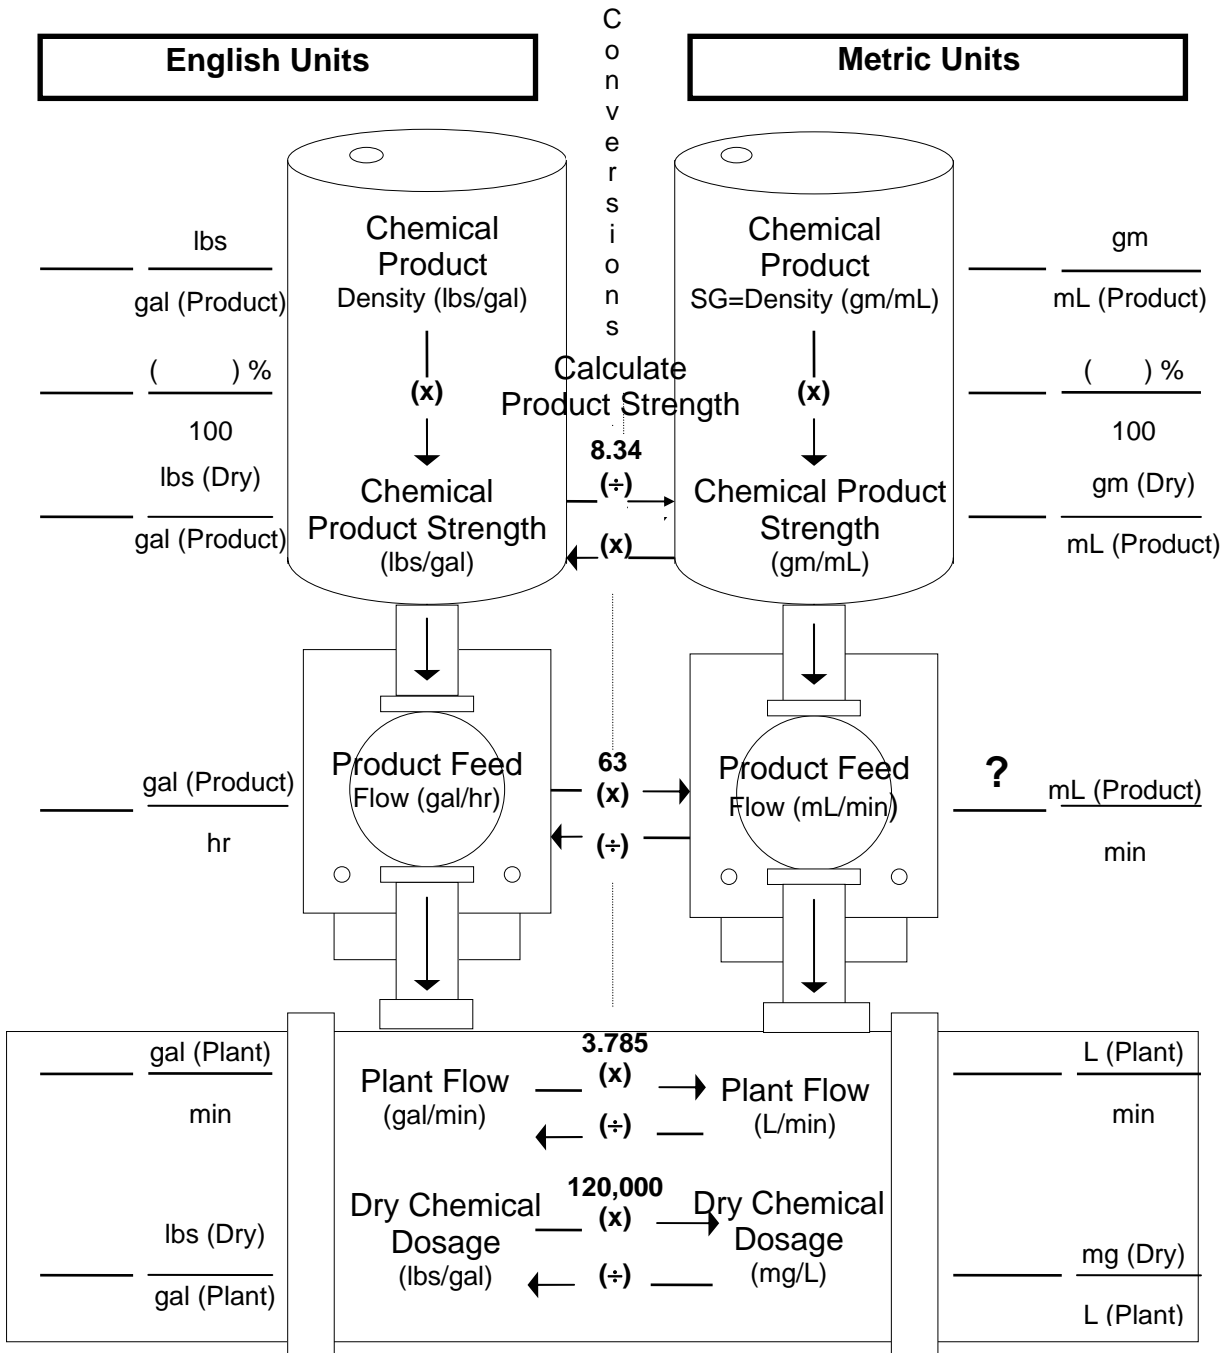 English Units
Conversions
Metric Units
lbs
gal (Product)
Chemical
Product
Density (lbs/gal)
Chemical
Product
SG=Density (gm/mL)
gm
mL (Product)
( ) %
100
(x)
Calculate
Product Strength
(x)
( ) %
100
8.34
(÷)
(x)
lbs (Dry)
gal (Product)
Chemical
Product Strength
(lbs/gal)
Chemical Product
Strength
(gm/mL)
gm (Dry)
mL (Product)
gal (Product)
hr
Product Feed
Flow (gal/hr)
63
(x)
(÷)
Product Feed
Flow (mL/min)
?
mL (Product)
min
gal (Plant)
min
Plant Flow
(gal/min)
3.785
(x)
(÷)
Plant Flow
(L/min)
L (Plant)
min
lbs (Dry)
gal (Plant)
Dry Chemical
Dosage
(lbs/gal)
120,000
(x)
(÷)
Dry Chemical
Dosage
(mg/L)
mg (Dry)
L (Plant)